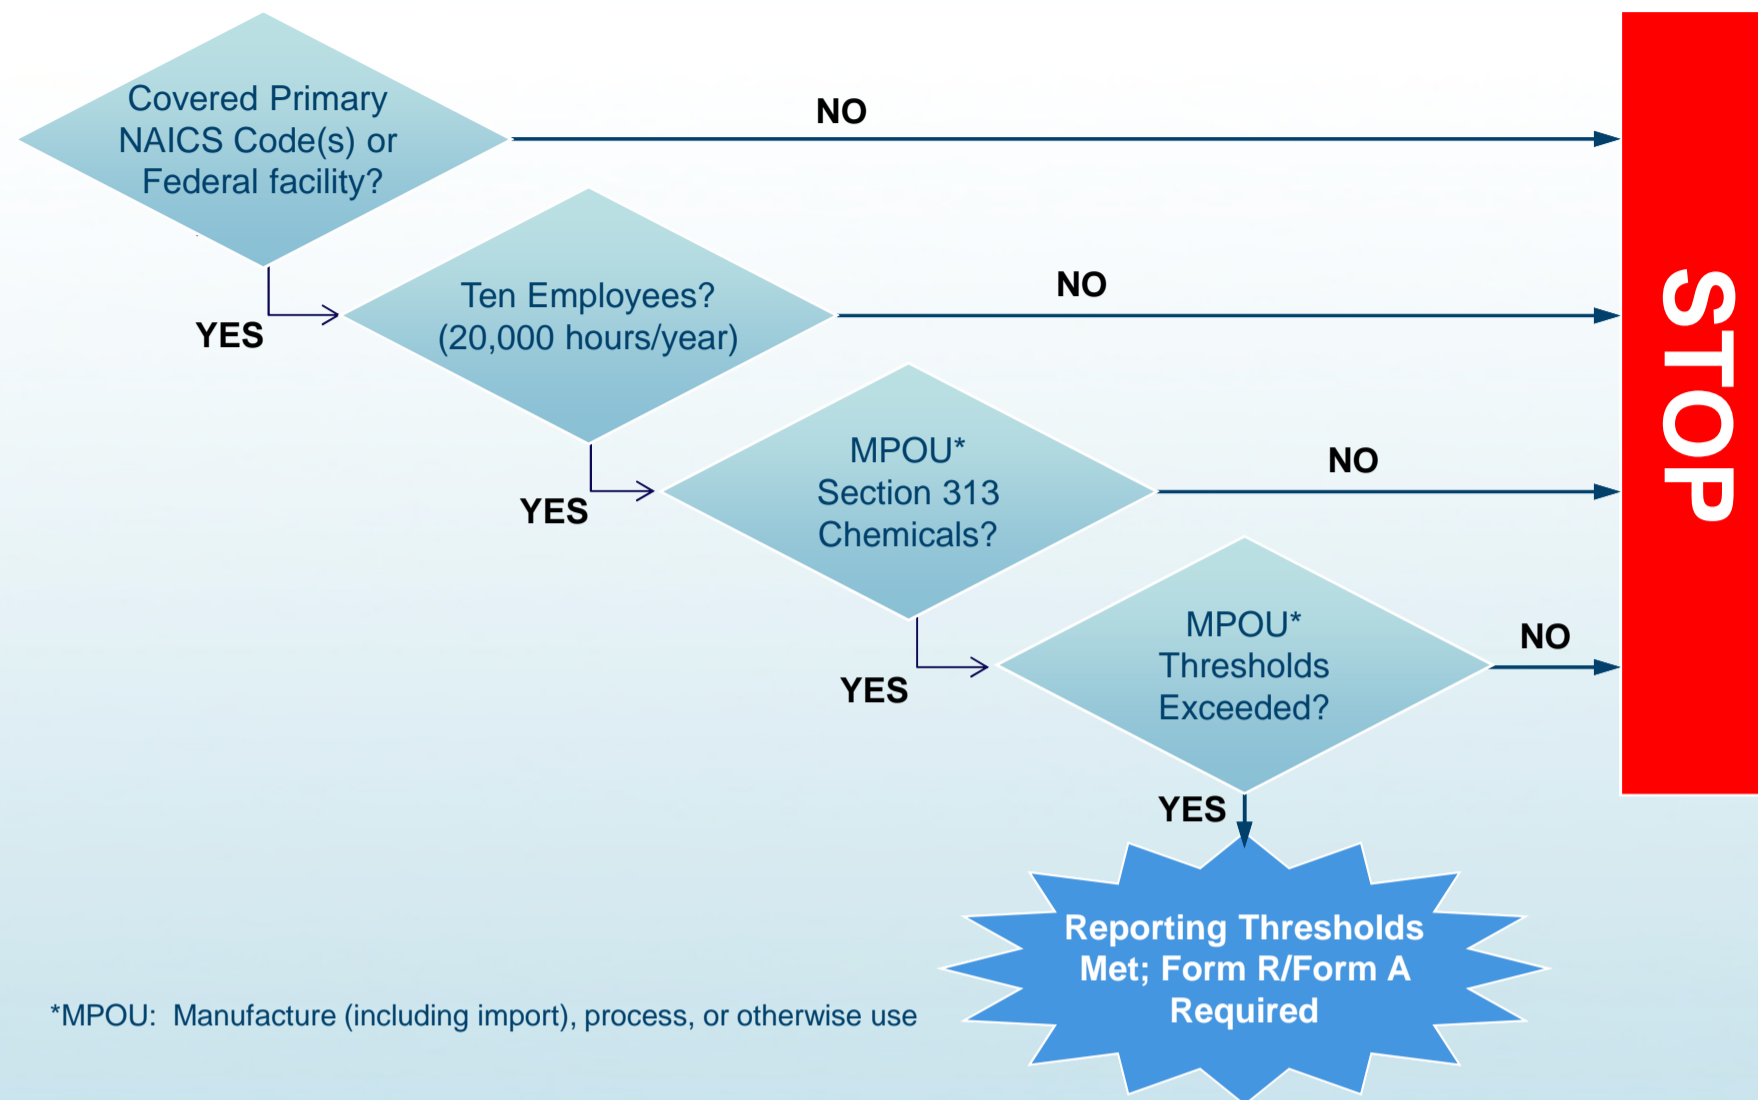 Covered Primary
NAICS Code(s) or
Federal facility?
NO
YES
Ten Employees?
(20,000 hours/year)
NO
YES
MPOU*
Section 313
Chemicals?
NO
YES
MPOU*
Thresholds
Exceeded?
NO
YES
STOP
Reporting Thresholds
Met; Form R/Form A
Required
*MPOU: Manufacture (including import), process, or otherwise use